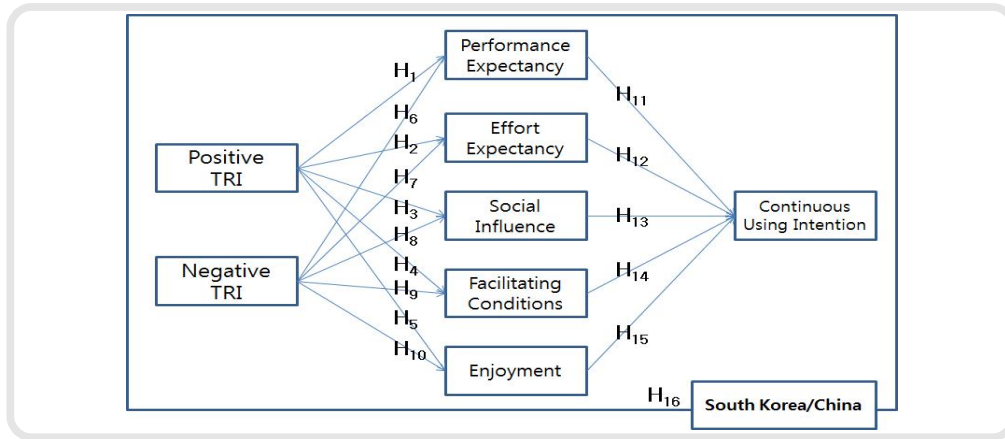 Performance
Expectancy
H1
H11
H6
Effort
Expectancy
H2
H12
Positive
TRI
H7
H3
Social
Influence
H13
Continuous
Using Intention
H8
Negative
TRI
H4
H9
Facilitating
Conditions
H14
H5
H15
H10
Enjoyment
H16
South Korea/China